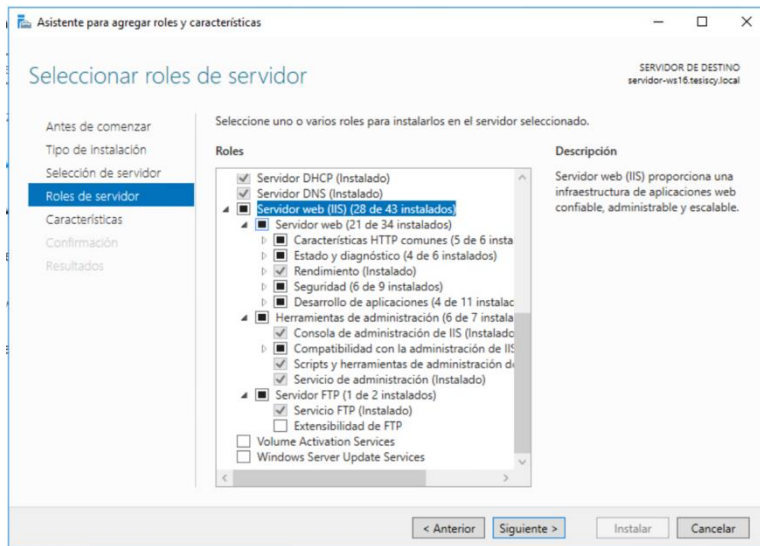 Asistente para agregar roles y características
Seleccionar roles de servidor
SERVIDOR DE DESTINO
servidor-ws16.tesiscy.local
Antes de comenzar
Tipo de instalación
Selección de servidor
Roles de servidor
Características
Confirmación
Resultados
Seleccione uno o varios roles para instalarlos en el servidor seleccionado.
Roles
Servidor DHCP (Instalado)
Servidor DNS (Instalado)
Servidor web (IIS) (28 de 43 instalados)
Servidor web (21 de 34 instalados)
Características HTTP comunes (5 de 6 insta
Estado y diagnóstico (4 de 6 instalados)
Rendimiento (Instalado)
Seguridad (6 de 9 instalados)
Desarrollo de aplicaciones (4 de 11 instalac
Herramientas de administración (6 de 7 instala
Consola de administración de IIS (Instalado
Compatibilidad con la administración de IIS
Scripts y herramientas de administración de
Servicio de administración (Instalado)
Servidor FTP (1 de 2 instalados)
Servicio FTP (Instalado)
Extensibilidad de FTP
Volume Activation Services
Windows Server Update Services
Descripción
Servidor web (IIS) proporciona una
infraestructura de aplicaciones web
confiable, administrable y escalable.
< Anterior
Siguiente >
Instalar
Cancelar